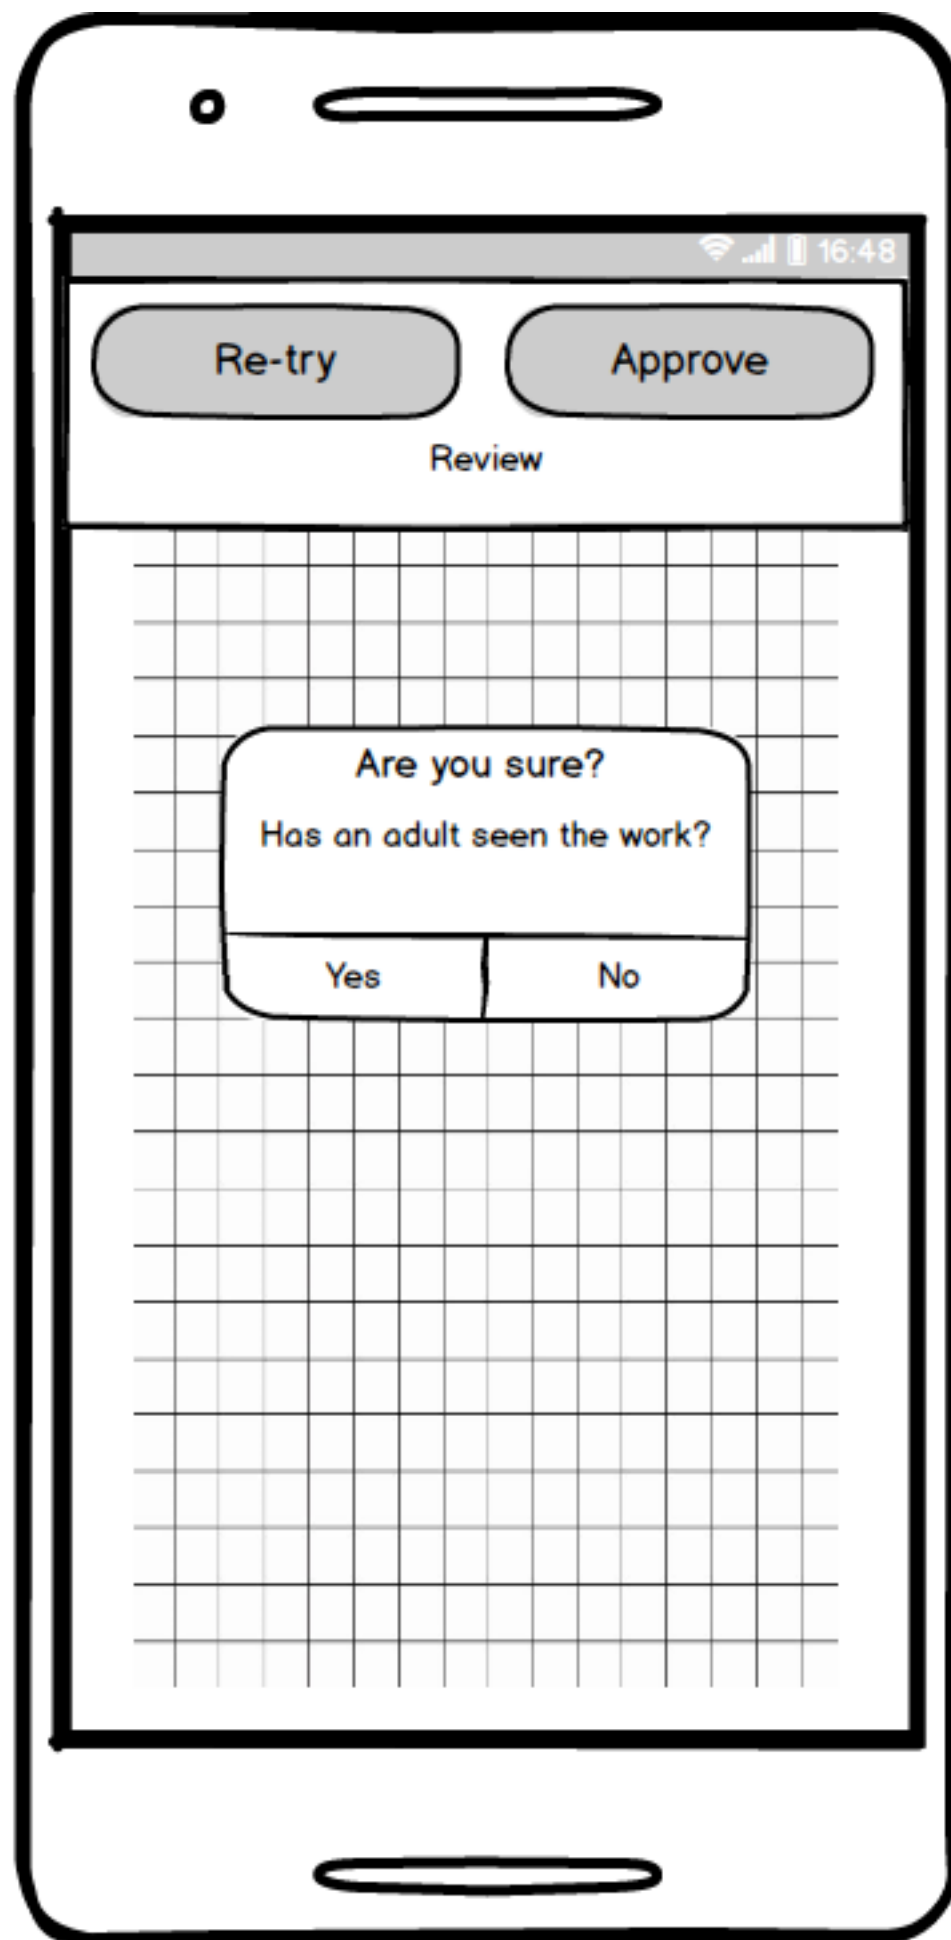 16:48
Re-try
Approve
Review
Are you sure?
Has an adult seen the work?
Yes
No